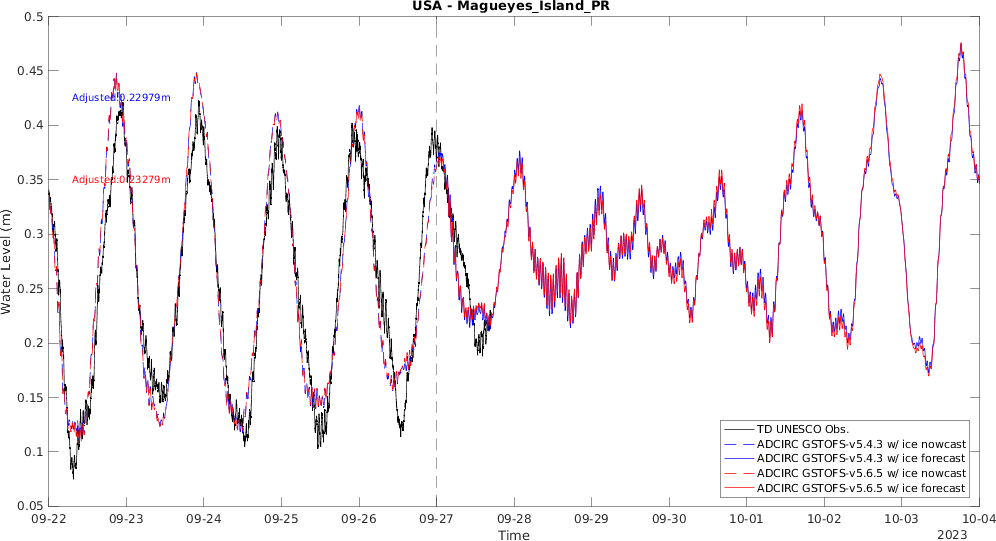 USA - Magueyes_Island_PR
0.5
0.45
0.4
0.35
0.3
0.25
0.2
0.15
0.1
0.05
Water Level (m)
Adjusted:0.22979m
Adjusted:0.23279m
TD UNESCO Obs.
ADCIRC GSTOFS-v5.4.3 w/ ice nowcast
ADCIRC GSTOFS-v5.4.3 w/ ice forecast
ADCIRC GSTOFS-v5.6.5 w/ ice nowcast
ADCIRC GSTOFS-v5.6.5 w/ ice forecast
09-22 09-23 09-24 09-25 09-26 09-27 09-28 09-29 09-30 10-01 10-02 10-03 10-04
Time
2023